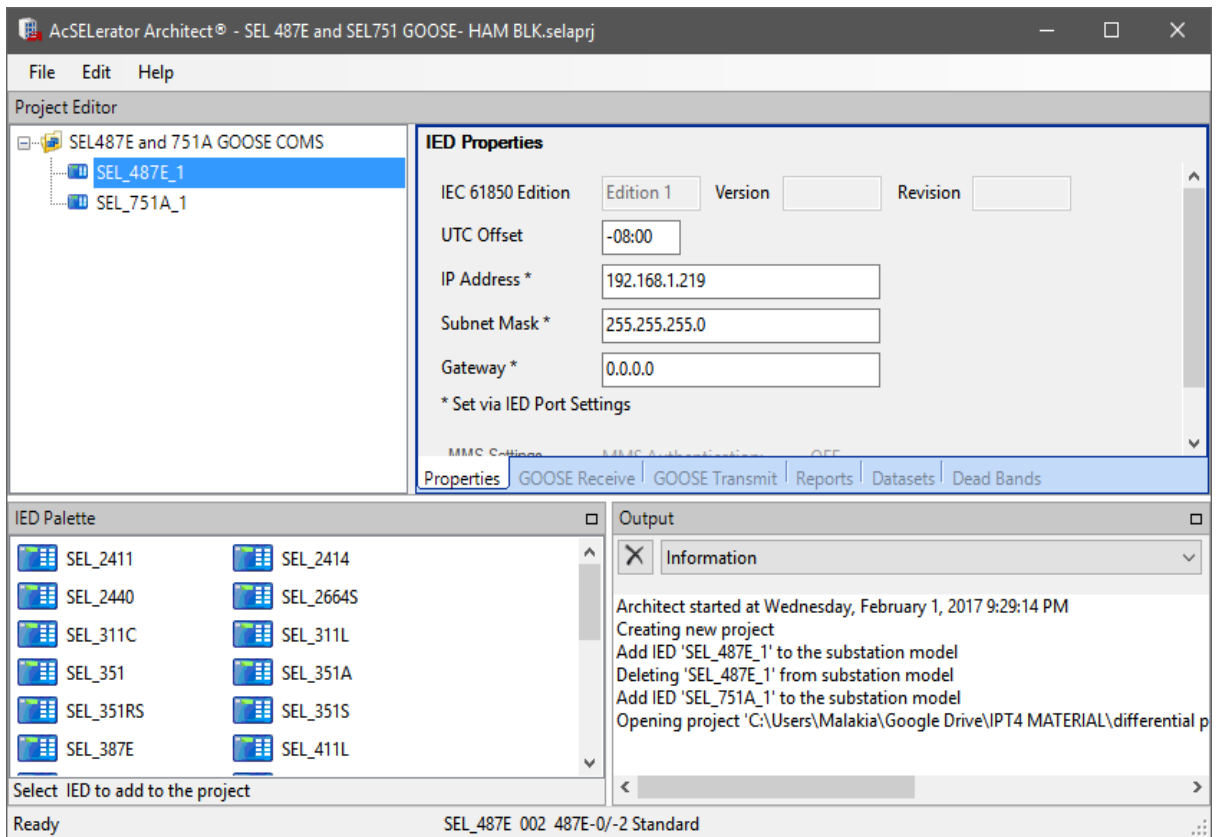 AcSELerator Architect® - SEL 487E and SEL751 GOOSE- HAM BLK.selaprj
File Edit Help
Project Editor
SEL487E and 751A GOOSE COMS
SEL_487E_1
SEL_751A_1
IED Properties
IEC 61850 Edition Edition 1 Version Revision
UTC Offset -08:00
IP Address * 192.168.1.219
Subnet Mask * 255.255.255.0
Gateway * 0.0.0.0
* Set via IED Port Settings
MMS Settings MMS Authentication: OFF
Properties GOOSE Receive GOOSE Transmit Reports Datasets Dead Bands
IED Palette
SEL_2411 SEL_2414
SEL_2440 SEL_2664S
SEL_311C SEL_311L
SEL_351 SEL_351A
SEL_351RS SEL_351S
SEL_387E SEL_411L
Select IED to add to the project
Output
Information
Architect started at Wednesday, February 1, 2017 9:29:14 PM
Creating new project
Add IED 'SEL_487E_1' to the substation model
Deleting 'SEL_487E_1' from substation model
Add IED 'SEL_751A_1' to the substation model
Opening project 'C:\Users\Malakia\Google Drive\IPT4 MATERIAL\differential p
Ready SEL_487E 002 487E-0/-2 Standard